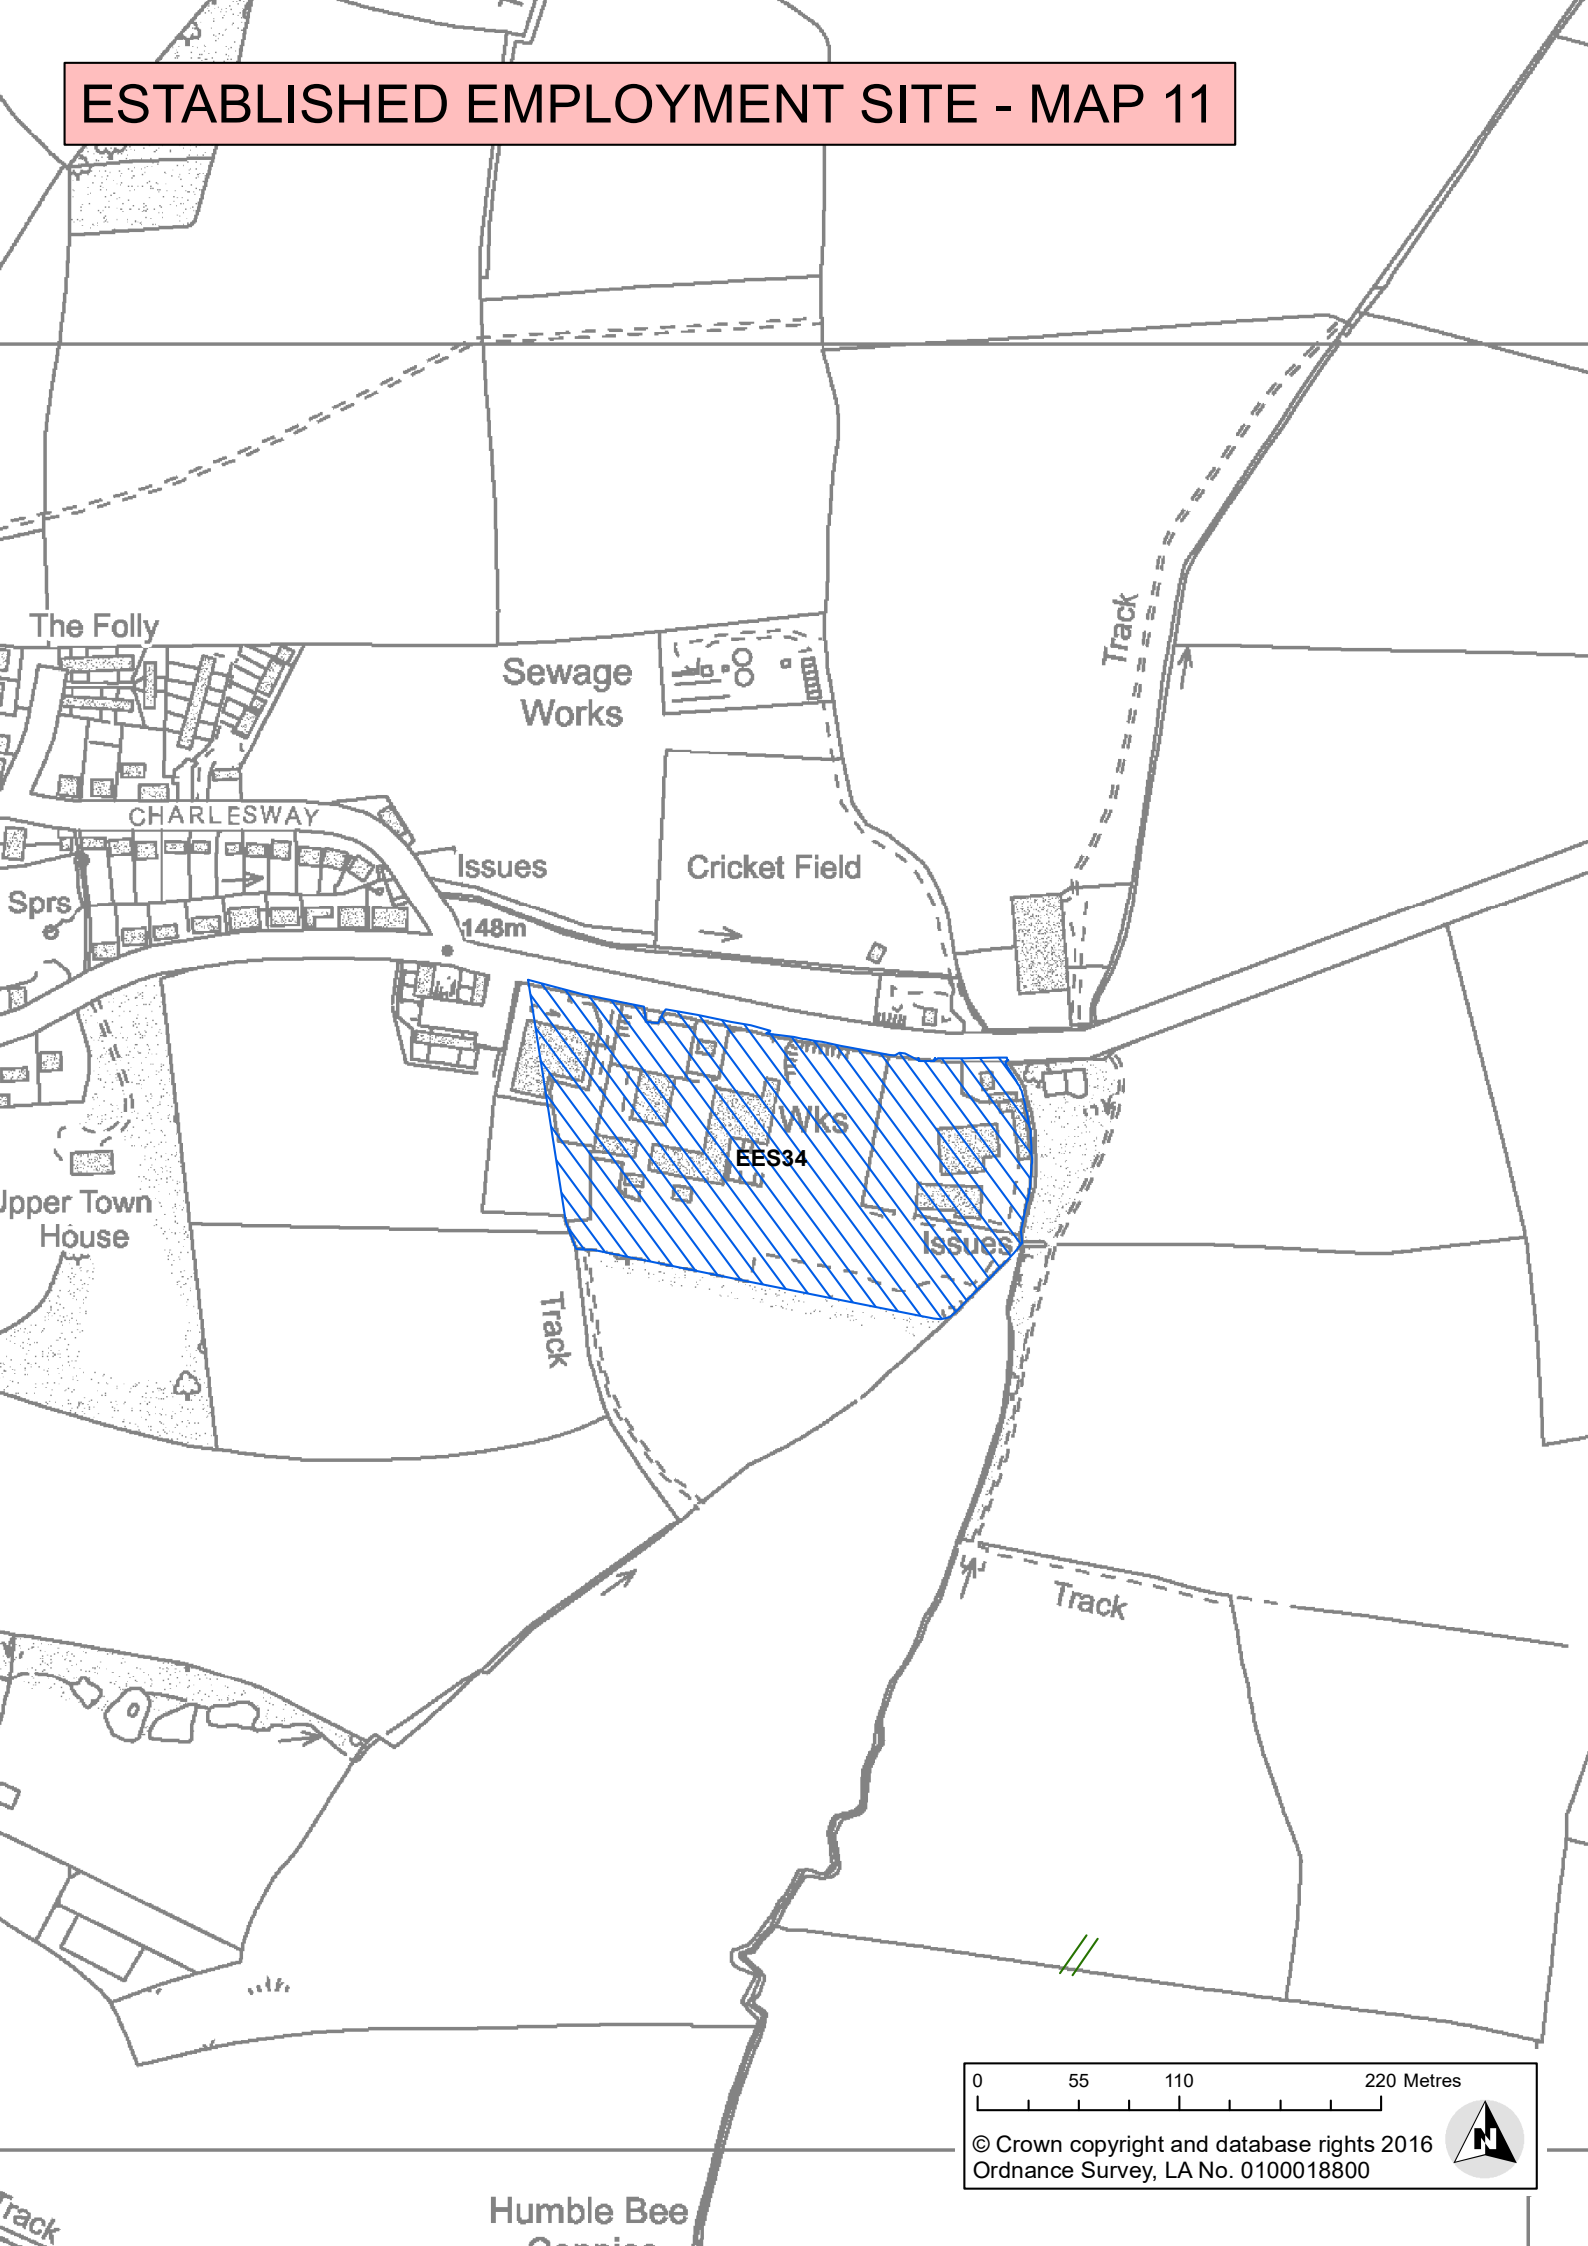 ESTABLISHED EMPLOYMENT SITE - MAP 11
The Folly
Track
Sewage
Works
CHARLESWAY
Issues
Cricket Field
Sprs
148m
Wks
EES34
Upper Town
House
Issues
Track
Track
0 55 110 220 Metres
© Crown copyright and database rights 2016
Ordnance Survey, LA No. 0100018800
N
Track
Humble Bee